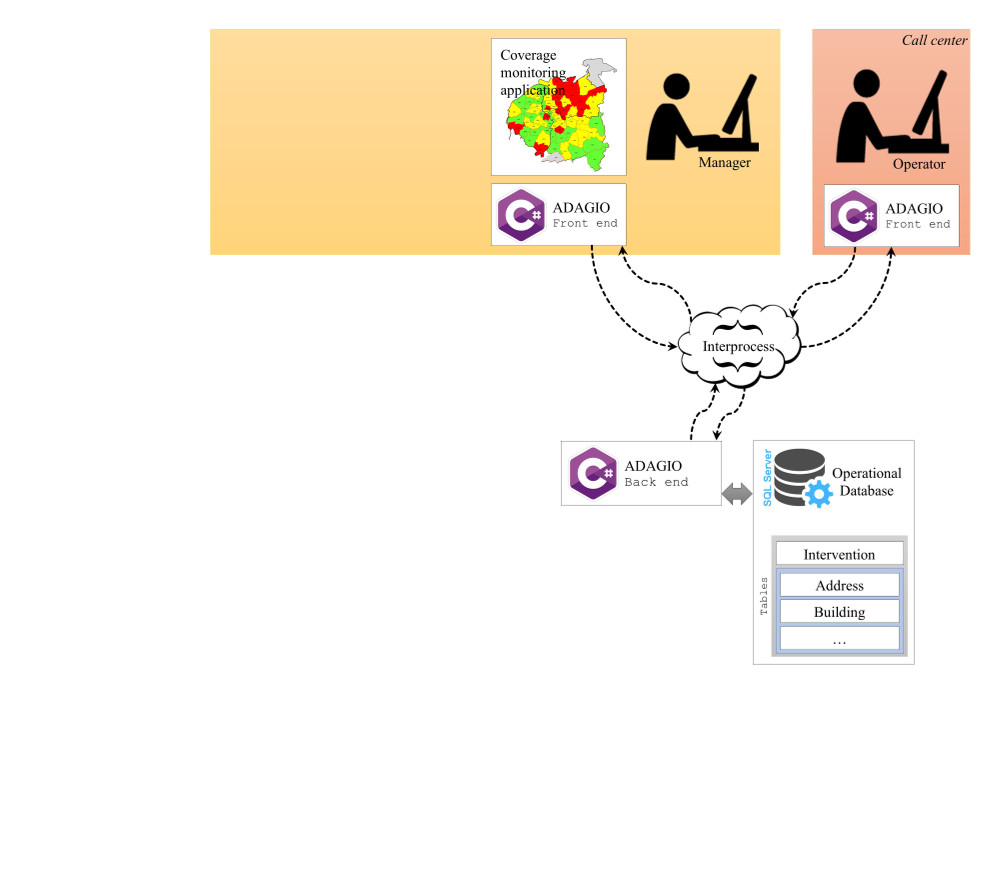 Call center
Coverage
monitoring
application
Manager
Operator
ADAGIO
Front end
ADAGIO
Front end
Interprocess
ADAGIO
Back end
SQL Server
Operational
Database
Tables
Intervention
Address
Building
...